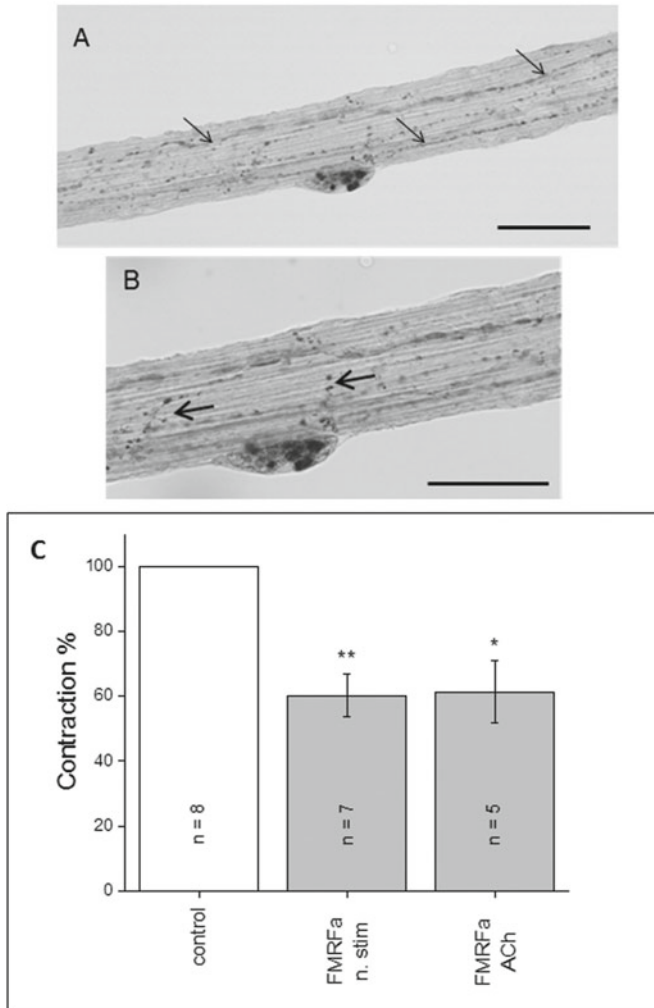 A
B
C
Contraction %
100
80
60
40
20
0
**
*
n = 8
n = 7
n = 5
control
FMRFa
n. stim
FMRFa
ACh